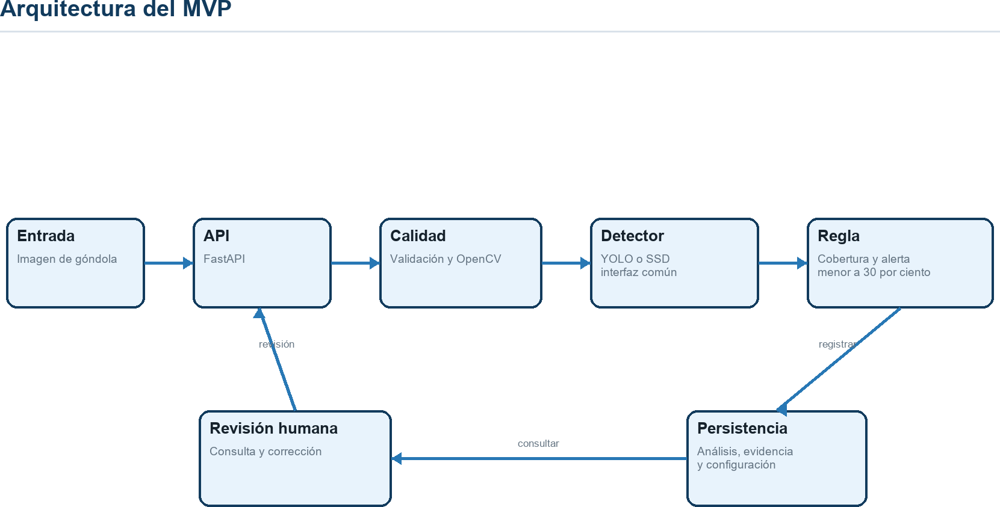 Arquitectura del MVP
Entrada
Imagen de góndola
API
FastAPI
Calidad
Validación y OpenCV
Detector
YOLO o SSD
interfaz común
Regla
Cobertura y alerta
menor a 30 por ciento
revisión
registrar
Revisión humana
Consulta y corrección
consultar
Persistencia
Análisis, evidencia
y configuración